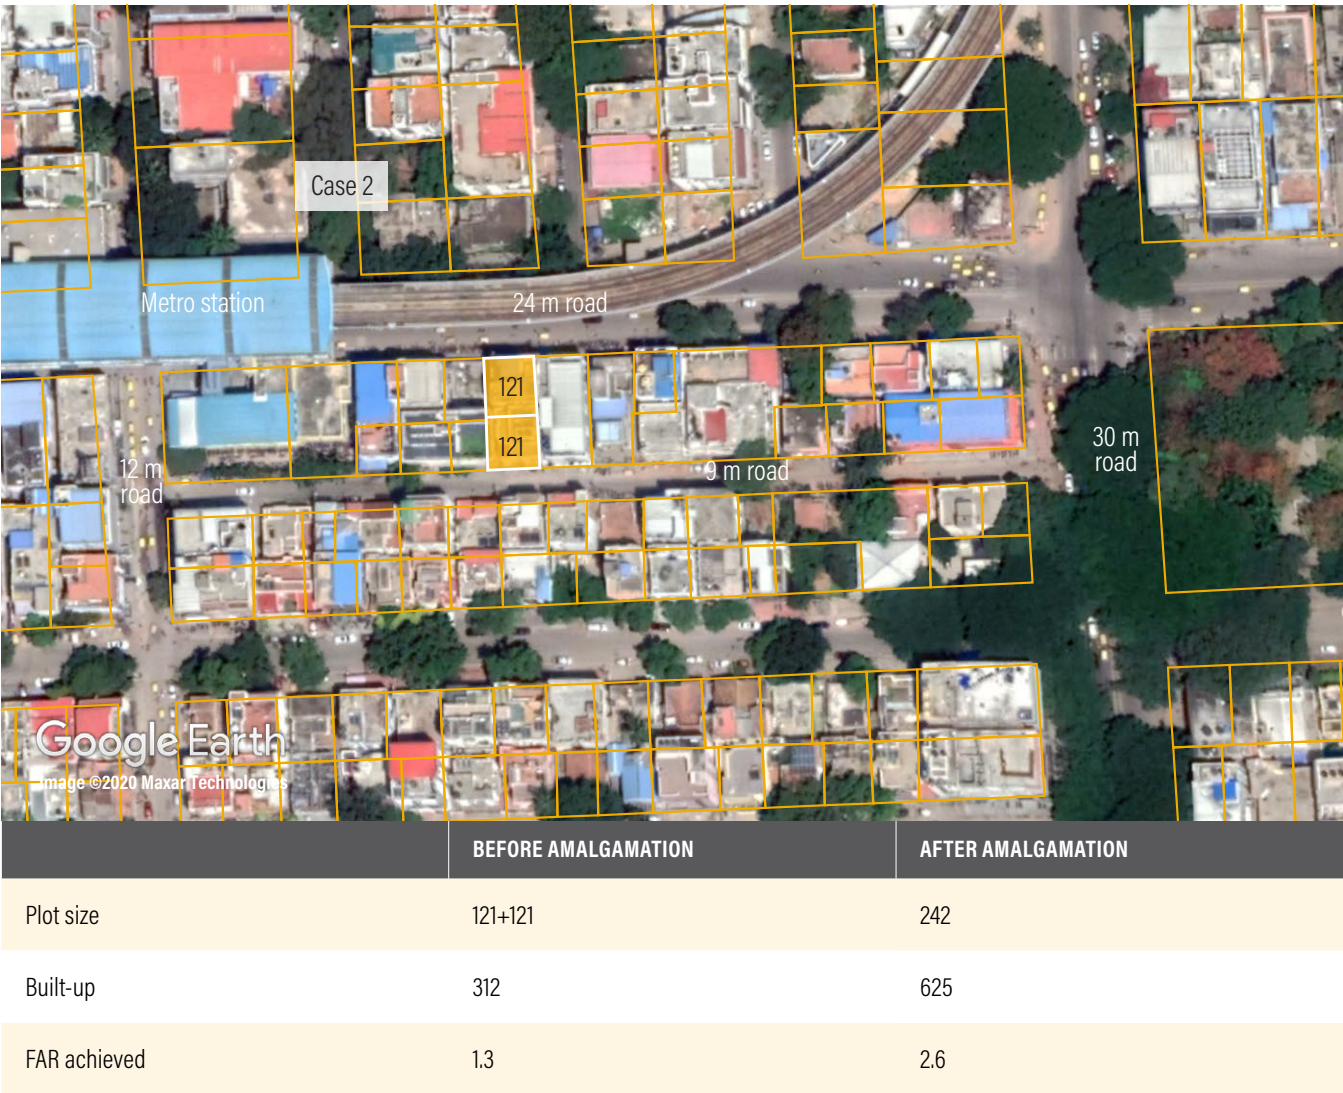 Case 2
Metro station
24 m road
121
121
12 m
road
9 m road
30 m
road
Google Earth
Image ©2020 Maxar Technologies
BEFORE AMALGAMATION AFTER AMALGAMATION
Plot size 121+121 242
Built-up 312 625
FAR achieved 1.3 2.6